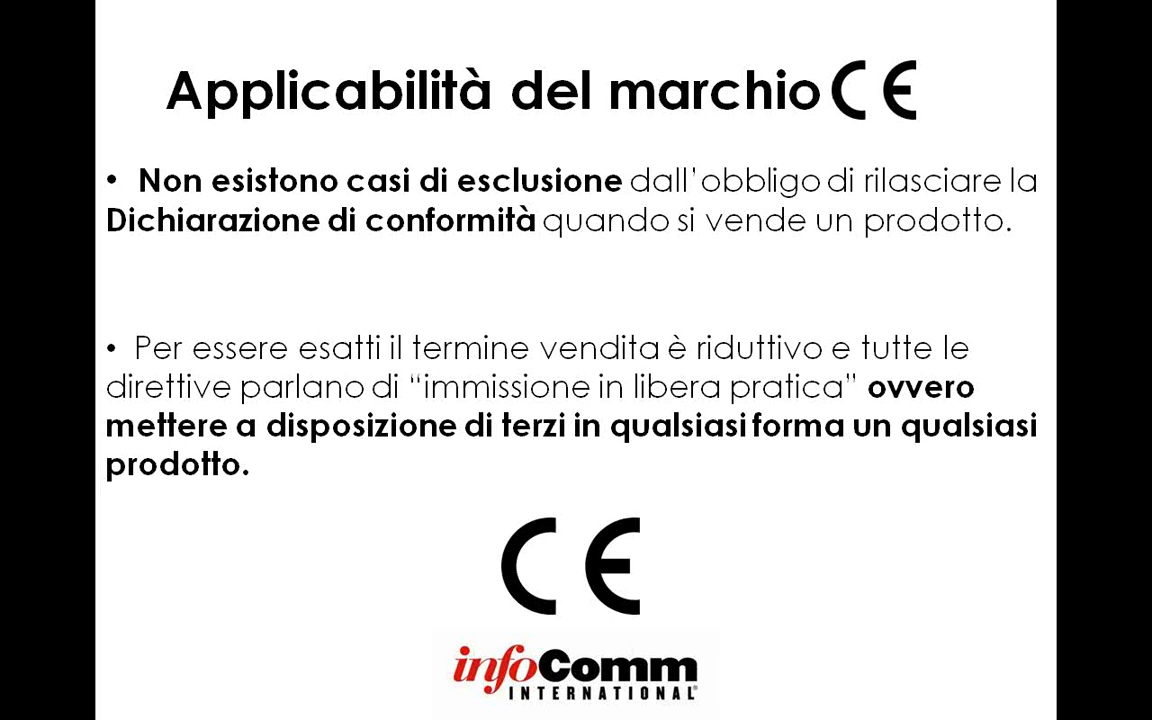 Applicabilità del marchio CE
• Non esistono casi di esclusione dall'obbligo di rilasciare la
Dichiarazione di conformità quando si vende un prodotto.
• Per essere esatti il termine vendita è riduttivo e tutte le
direttive parlano di “immissione in libera pratica” ovvero
mettere a disposizione di terzi in qualsiasi forma un qualsiasi
prodotto.
CE
infoComm
INTERNATIONAL®